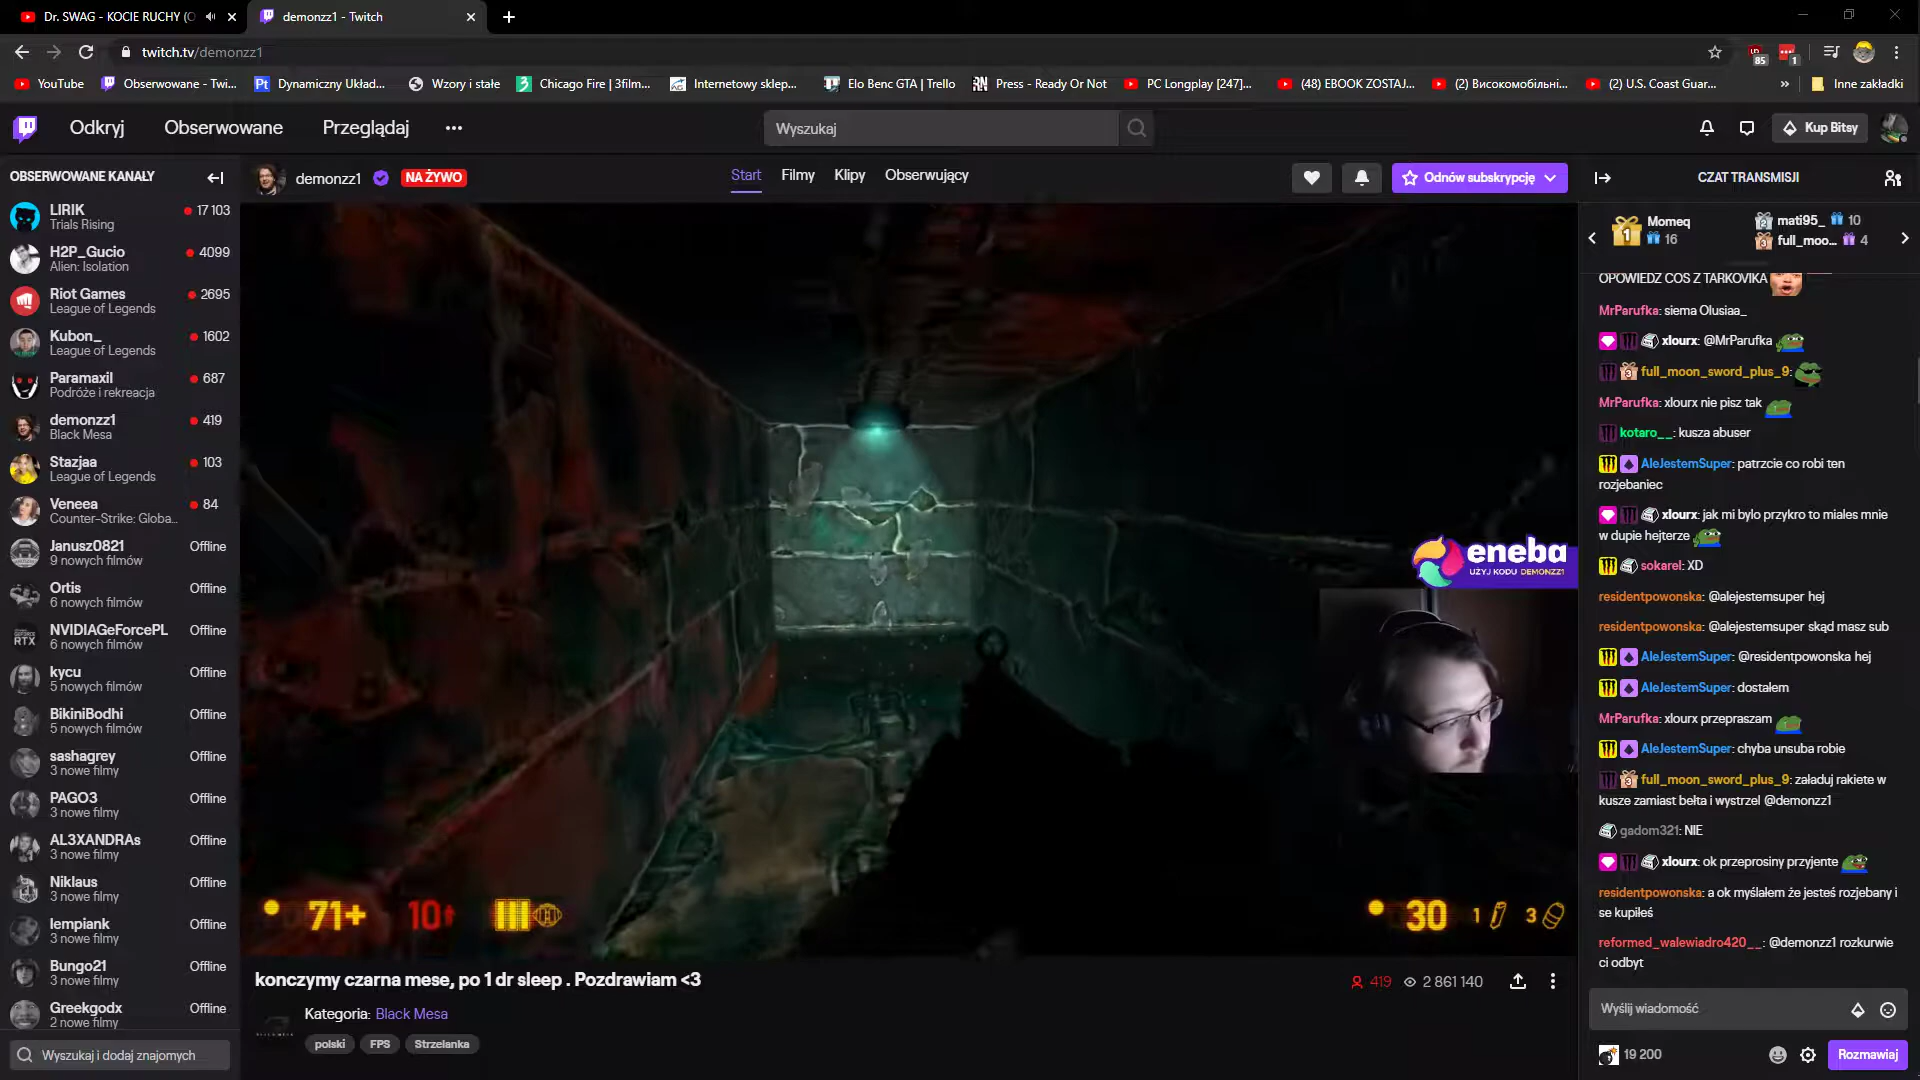 Dr. SWAG - KOCIE RUCHY (O
demonzz1 - Twitch
twitch.tv/demonzz1
85
1
YouTube
Obserwowane - Twi...
Pt Dynamiczny Układ...
Wzory i stałe
Chicago Fire | 3film...
Internetowy sklep...
Elo Benc GTA | Trello
Press - Ready Or Not
PC Longplay [247]...
(48) EBOOK ZOSTAJ...
(2) Високомобільні...
(2) U.S. Coast Guar...
»
Inne zakładki
Odkryj
Obserwowane
Przeglądaj
Wyszukaj
Kup Bitsy
OBSERWOWANE KANAŁY
LIRIK 17 103
Trials Rising
H2P_Gucio 4099
Alien: Isolation
Riot Games 2695
League of Legends
Kubon_ 1602
League of Legends
Paramaxil 687
Podróże i rekreacja
demonzz1 419
Black Mesa
Stazjaa 103
League of Legends
Veneea 84
Counter-Strike: Globa...
Janusz0821 Offline
9 nowych filmów
Ortis Offline
6 nowych filmów
NVIDIAGeForcePL Offline
6 nowych filmów
kycu Offline
5 nowych filmów
BikiniBodhi Offline
5 nowych filmów
sashagrey Offline
3 nowe filmy
PAGO3 Offline
3 nowe filmy
AL3XANDRAs Offline
3 nowe filmy
Niklaus Offline
3 nowe filmy
lempiank Offline
3 nowe filmy
Bungo21 Offline
3 nowe filmy
Greekgodx Offline
2 nowe filmy
Wyszukaj i dodaj znajomych
demonzz1
NA ŻYWO
Start
Filmy
Klipy
Obserwujący
Odnów subskrypcję
eneba
UŻYJ KODU DEMONZZ1
71+
10
30
1
3
konczymy czarna mese, po 1 dr sleep . Pozdrawiam <3
419
2 861 140
Kategoria: Black Mesa
polski
FPS
Strzelanka
CZAT TRANSMISJI
1 Momeq
16
2 mati95_ 10
3 full_moo... 4
OPOWIEDZ COS Z TARKOVIKA
MrParufka: siema Olusiaa_
xlourx: @MrParufka
full_moon_sword_plus_9:
MrParufka: xlourx nie pisz tak
kotaro__: kusza abuser
AleJestemSuper: patrzcie co robi ten
rozjebaniec
xlourx: jak mi bylo przykro to miales mnie
w dupie hejterze
sokarel: XD
residentpowonska: @alejestemsuper hej
residentpowonska: @alejestemsuper skąd masz sub
AleJestemSuper: @residentpowonska hej
AleJestemSuper: dostałem
MrParufka: xlourx przepraszam
AleJestemSuper: chyba unsuba robie
full_moon_sword_plus_9: załaduj rakiete w
kusze zamiast bełta i wystrzel @demonzz1
gadom321: NIE
xlourx: ok przeprosiny przyjente
residentpowonska: a ok myślałem że jesteś rozjebany i
se kupiłeś
reformed_walewiadro420__: @demonzz1 rozkurwie
ci odbyt
Wyślij wiadomość
19 200
Rozmawiaj